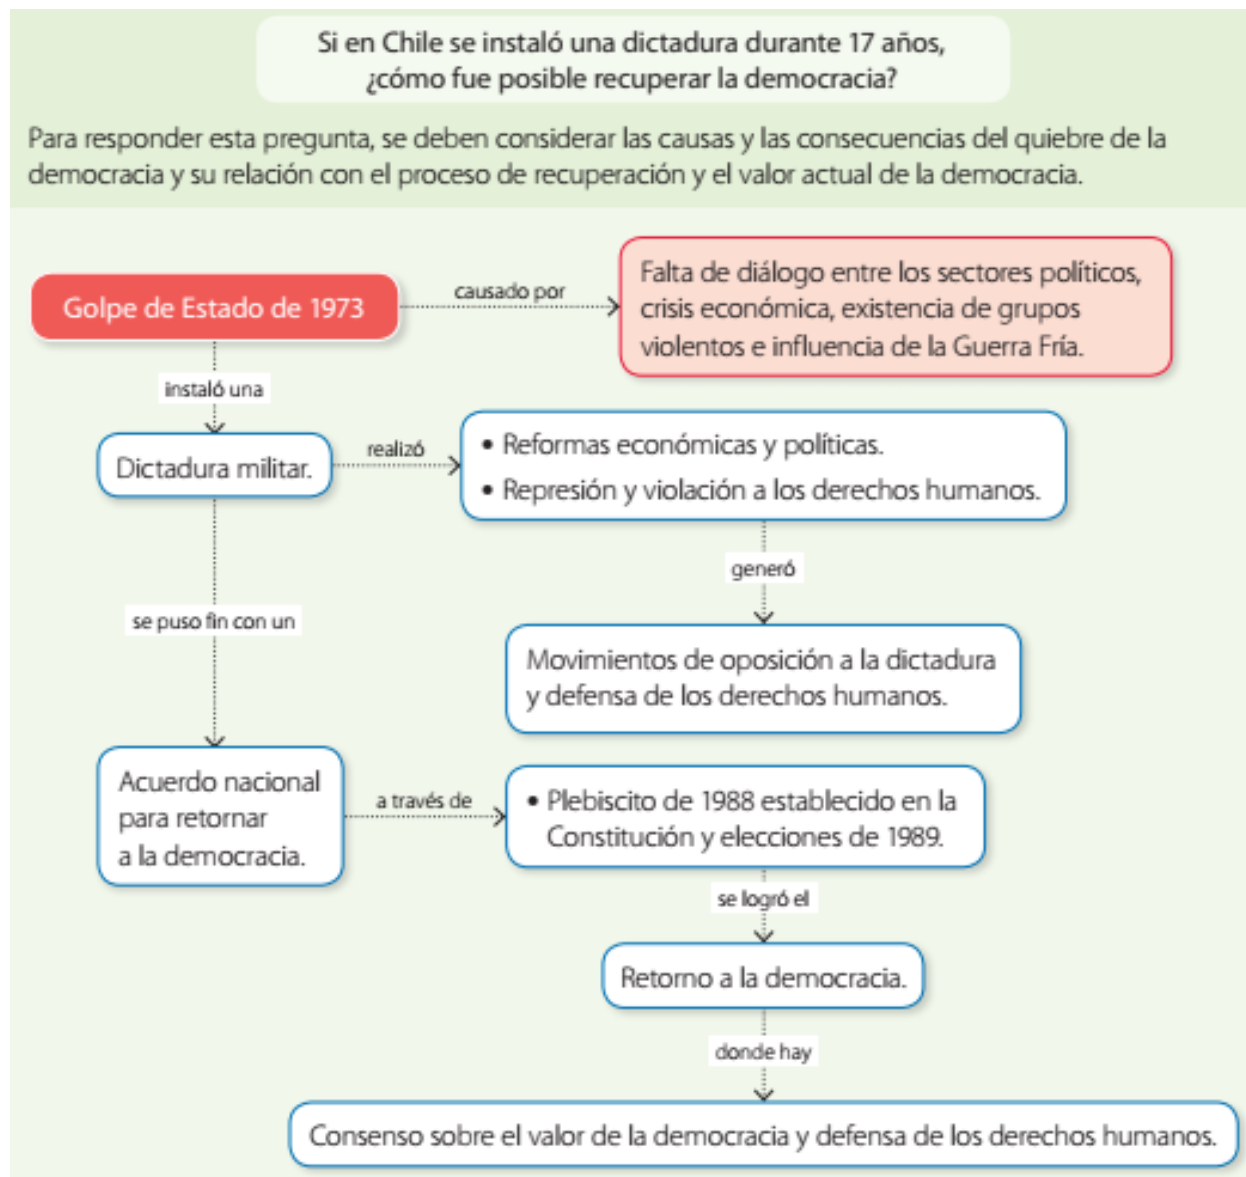 Si en Chile se instaló una dictadura durante 17 años,
¿cómo fue posible recuperar la democracia?
Para responder esta pregunta, se deben considerar las causas y las consecuencias del quiebre de la
democracia y su relación con el proceso de recuperación y el valor actual de la democracia.
Golpe de Estado de 1973
causado por
Falta de diálogo entre los sectores políticos,
crisis económica, existencia de grupos
violentos e influencia de la Guerra Fría.
instaló una
Dictadura militar.
realizó
• Reformas económicas y políticas.
• Represión y violación a los derechos humanos.
generó
se puso fin con un
Movimientos de oposición a la dictadura
y defensa de los derechos humanos.
Acuerdo nacional
para retornar
a la democracia.
a través de
• Plebiscito de 1988 establecido en la
Constitución y elecciones de 1989.
se logró el
Retorno a la democracia.
donde hay
Consenso sobre el valor de la democracia y defensa de los derechos humanos.